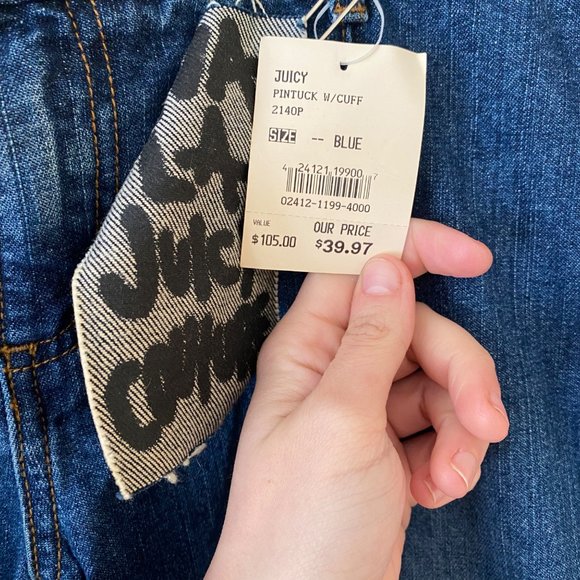 À
LA
JUICY
COUTURE
JUICY
PINTUCK W/CUFF
2140P
SIZE -- BLUE
4 24121 19900 7
02412-1199-4000
VALUE OUR PRICE
$105.00 $39.97